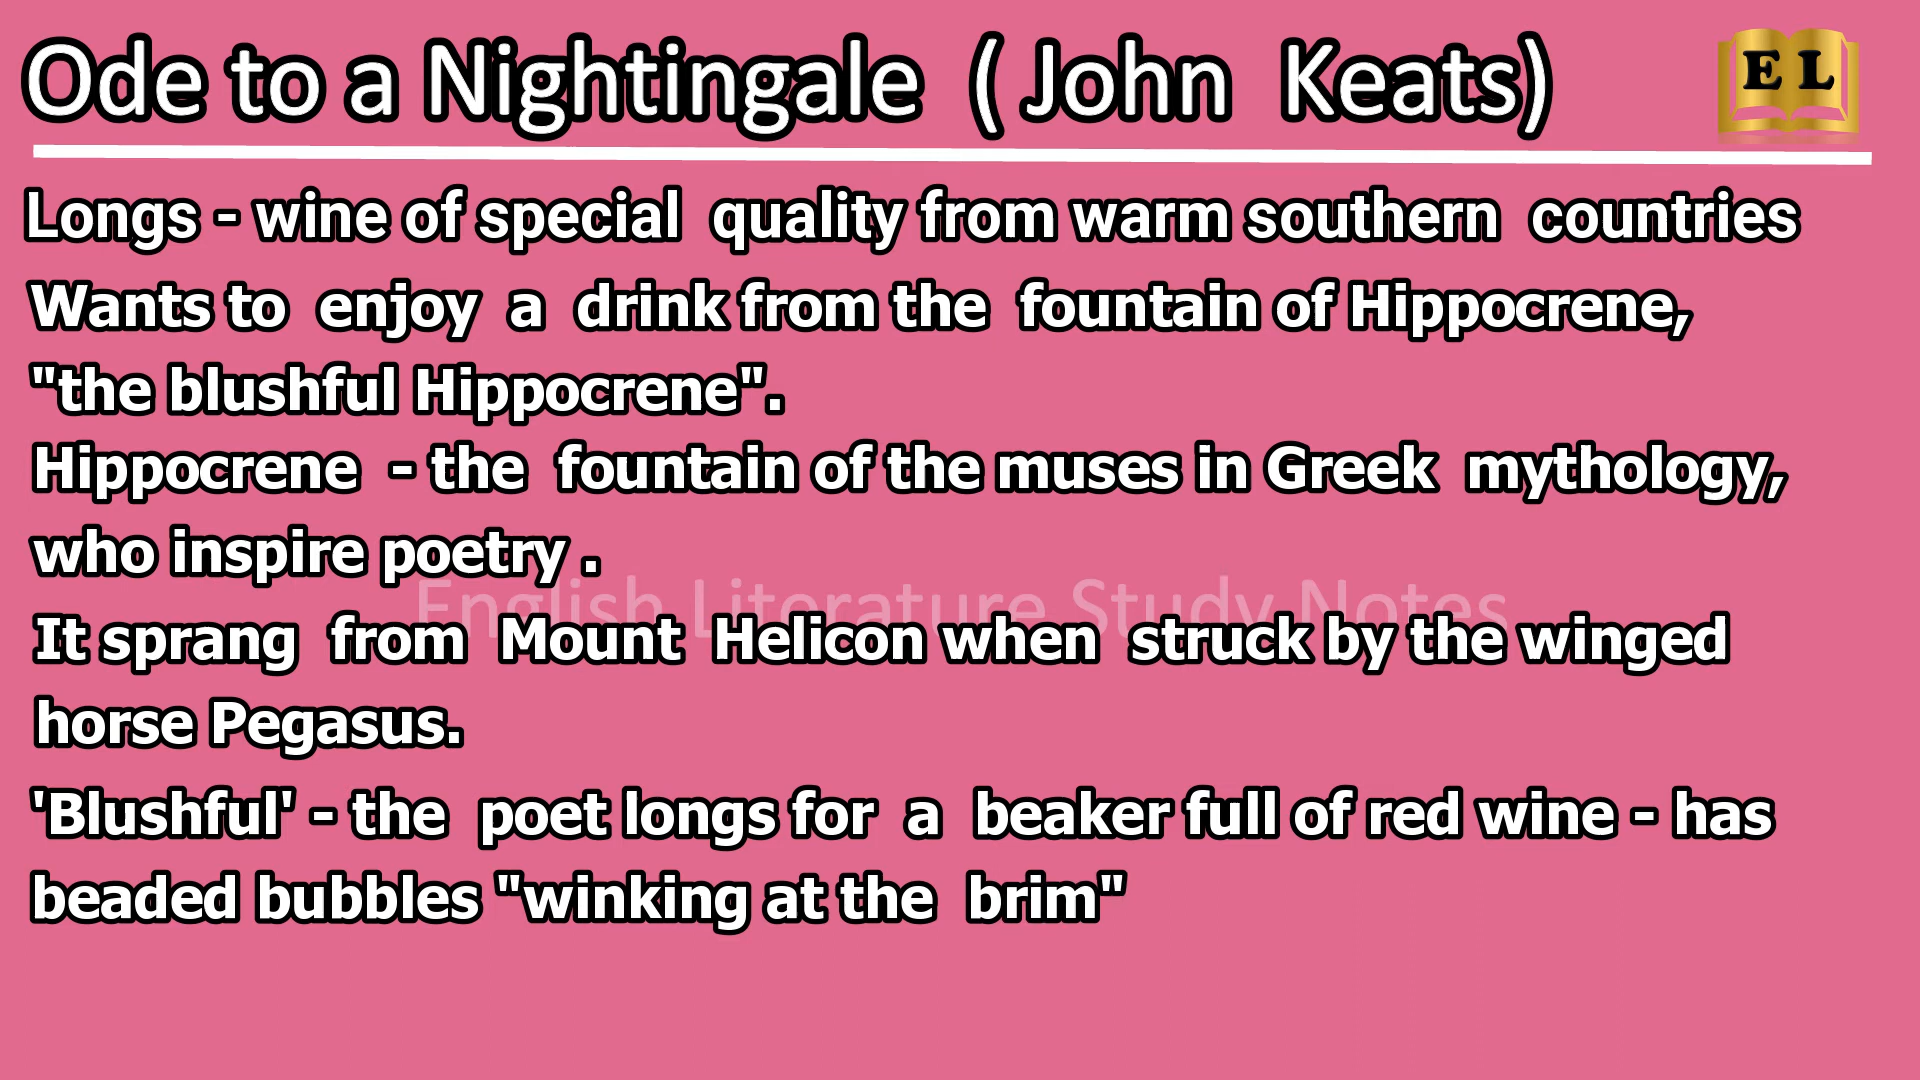 Ode to a Nightingale ( John Keats)
E L
Longs - wine of special quality from warm southern countries
Wants to enjoy a drink from the fountain of Hippocrene,
"the blushful Hippocrene".
Hippocrene - the fountain of the muses in Greek mythology,
who inspire poetry .
English Literature Study Notes
It sprang from Mount Helicon when struck by the winged
horse Pegasus.
'Blushful' - the poet longs for a beaker full of red wine - has
beaded bubbles "winking at the brim"